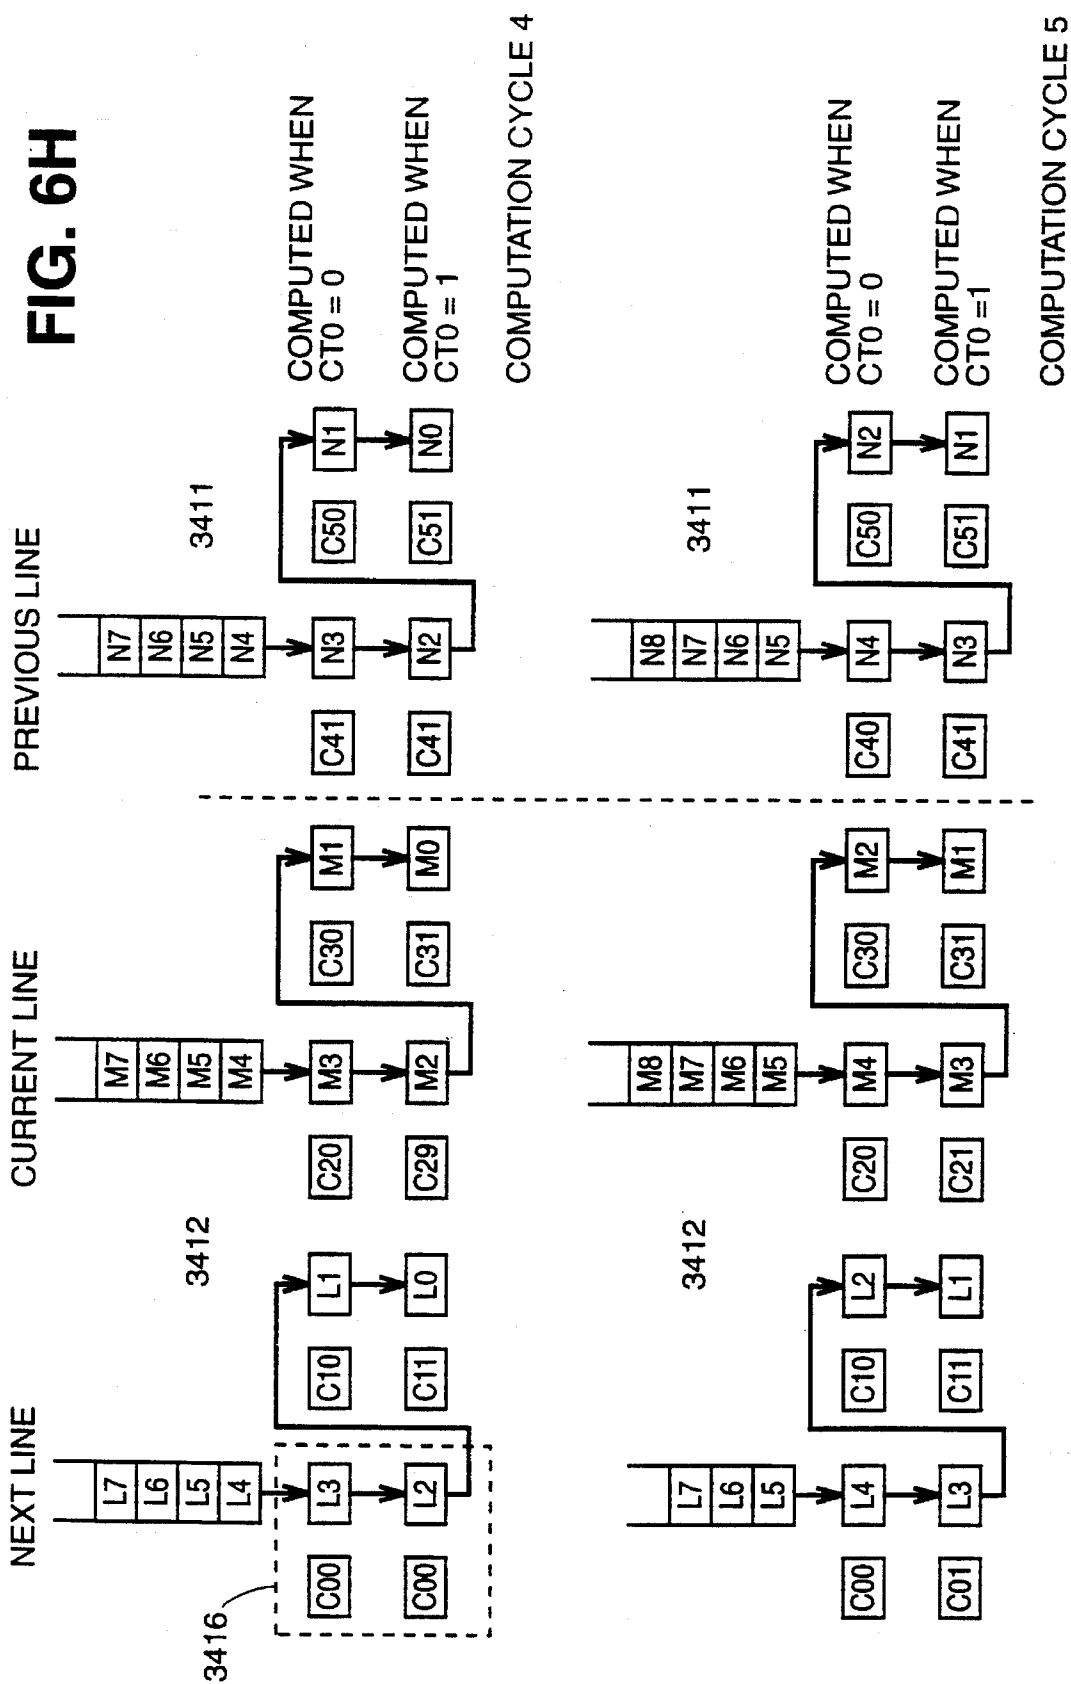 FIG. 6H
NEXT LINE
CURRENT LINE
PREVIOUS LINE
3416
3412
3411
L7
L6
L5
L4
M7
M6
M5
M4
N7
N6
N5
N4
C00
L3
C10
L1
C20
M3
C30
M1
C41
N3
C50
N1
COMPUTED WHEN
CT0 = 0
C00
L2
C11
L0
C29
M2
C31
M0
C41
N2
C51
N0
COMPUTED WHEN
CT0 = 1
COMPUTATION CYCLE 4
3412
3411
L7
L6
L5
M8
M7
M6
M5
N8
N7
N6
N5
C00
L4
C10
L2
C20
M4
C30
M2
C40
N4
C50
N2
COMPUTED WHEN
CT0 = 0
C01
L3
C11
L1
C21
M3
C31
M1
C41
N3
C51
N1
COMPUTED WHEN
CT0 =1
COMPUTATION CYCLE 5